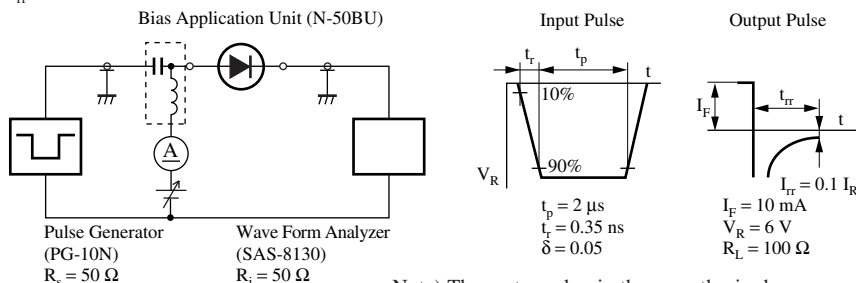 Bias Application Unit (N-50BU)
A
Pulse Generator
(PG-10N)
R_s = 50 Ω
Wave Form Analyzer
(SAS-8130)
R_i = 50 Ω
Input Pulse
t_r
t_p
t
10%
90%
V_R
t_p = 2 μs
t_r = 0.35 ns
δ = 0.05
Output Pulse
I_F
t_rr
t
I_rr = 0.1 I_R
I_F = 10 mA
V_R = 6 V
R_L = 100 Ω